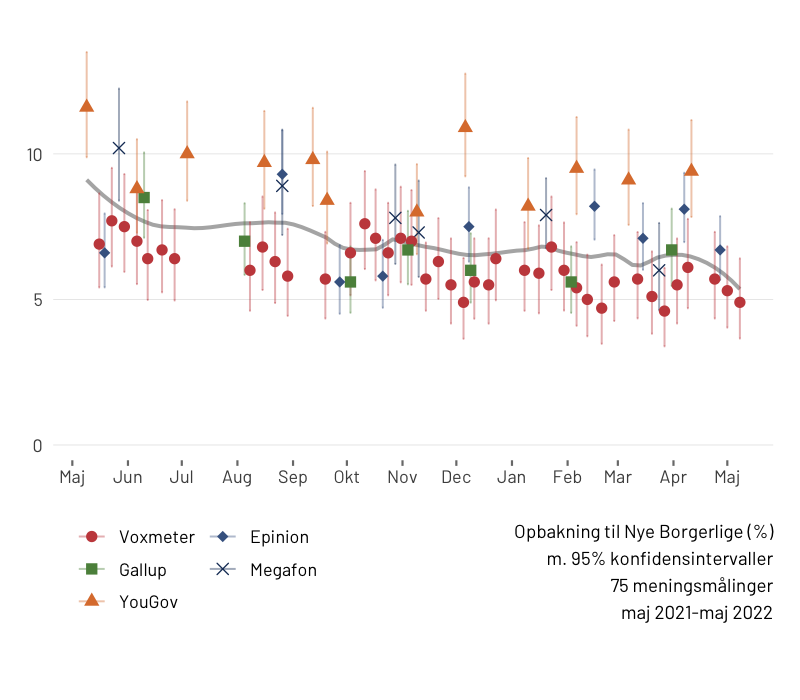 10
5
0
Maj Jun Jul Aug Sep Okt Nov Dec Jan Feb Mar Apr Maj
Voxmeter Epinion
Gallup Megafon
YouGov
Opbakning til Nye Borgerlige (%)
m. 95% konfidensintervaller
75 meningsmålinger
maj 2021-maj 2022